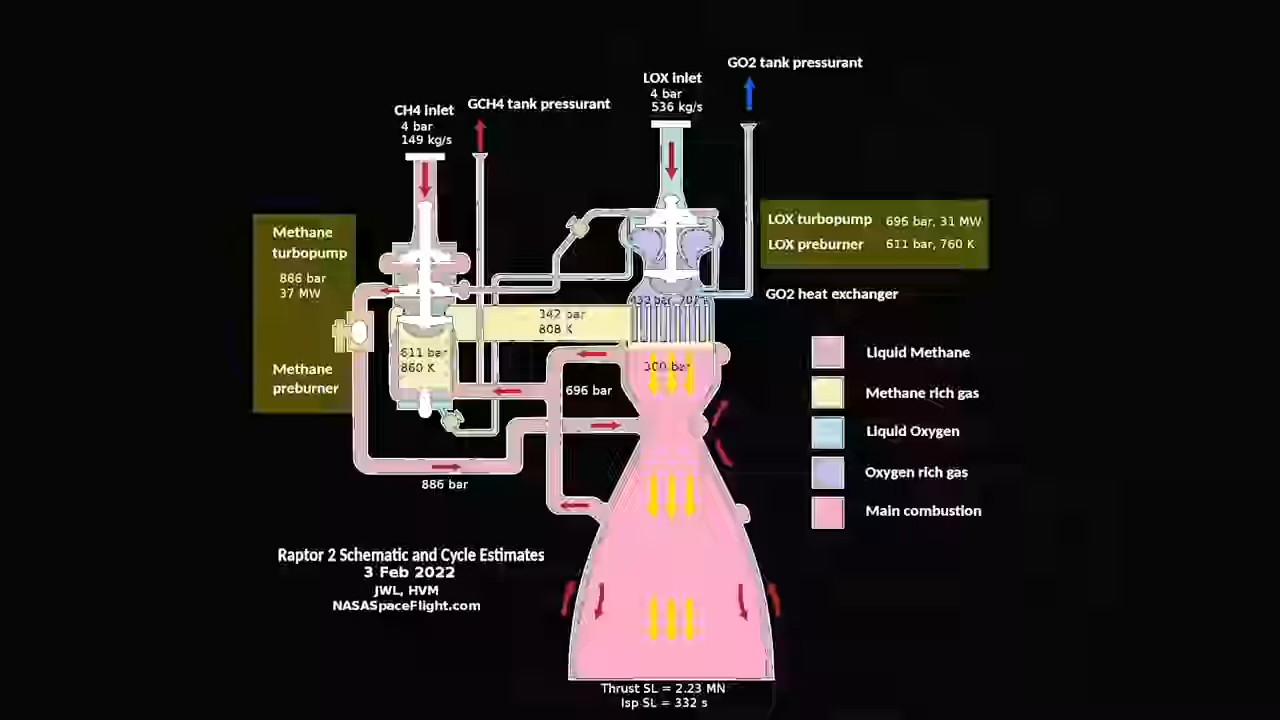 GO2 tank pressurant
LOX inlet
4 bar
536 kg/s
GCH4 tank pressurant
CH4 inlet
4 bar
149 kg/s
LOX turbopump 696 bar, 31 MW
LOX preburner 611 bar, 760 K
Methane
turbopump
886 bar
37 MW
GO2 heat exchanger
342 bar
808 K
611 bar
860 K
Methane
preburner
300 bar
696 bar
886 bar
Liquid Methane
Methane rich gas
Liquid Oxygen
Oxygen rich gas
Main combustion
Raptor 2 Schematic and Cycle Estimates
3 Feb 2022
JWL, HVM
NASASpaceFlight.com
Thrust SL = 2.23 MN
Isp SL = 332 s